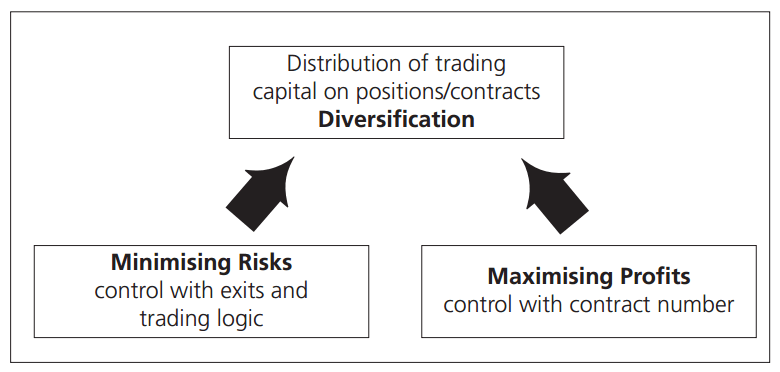 Distribution of trading
capital on positions/contracts
Diversification
Minimising Risks
control with exits and
trading logic
Maximising Profits
control with contract number